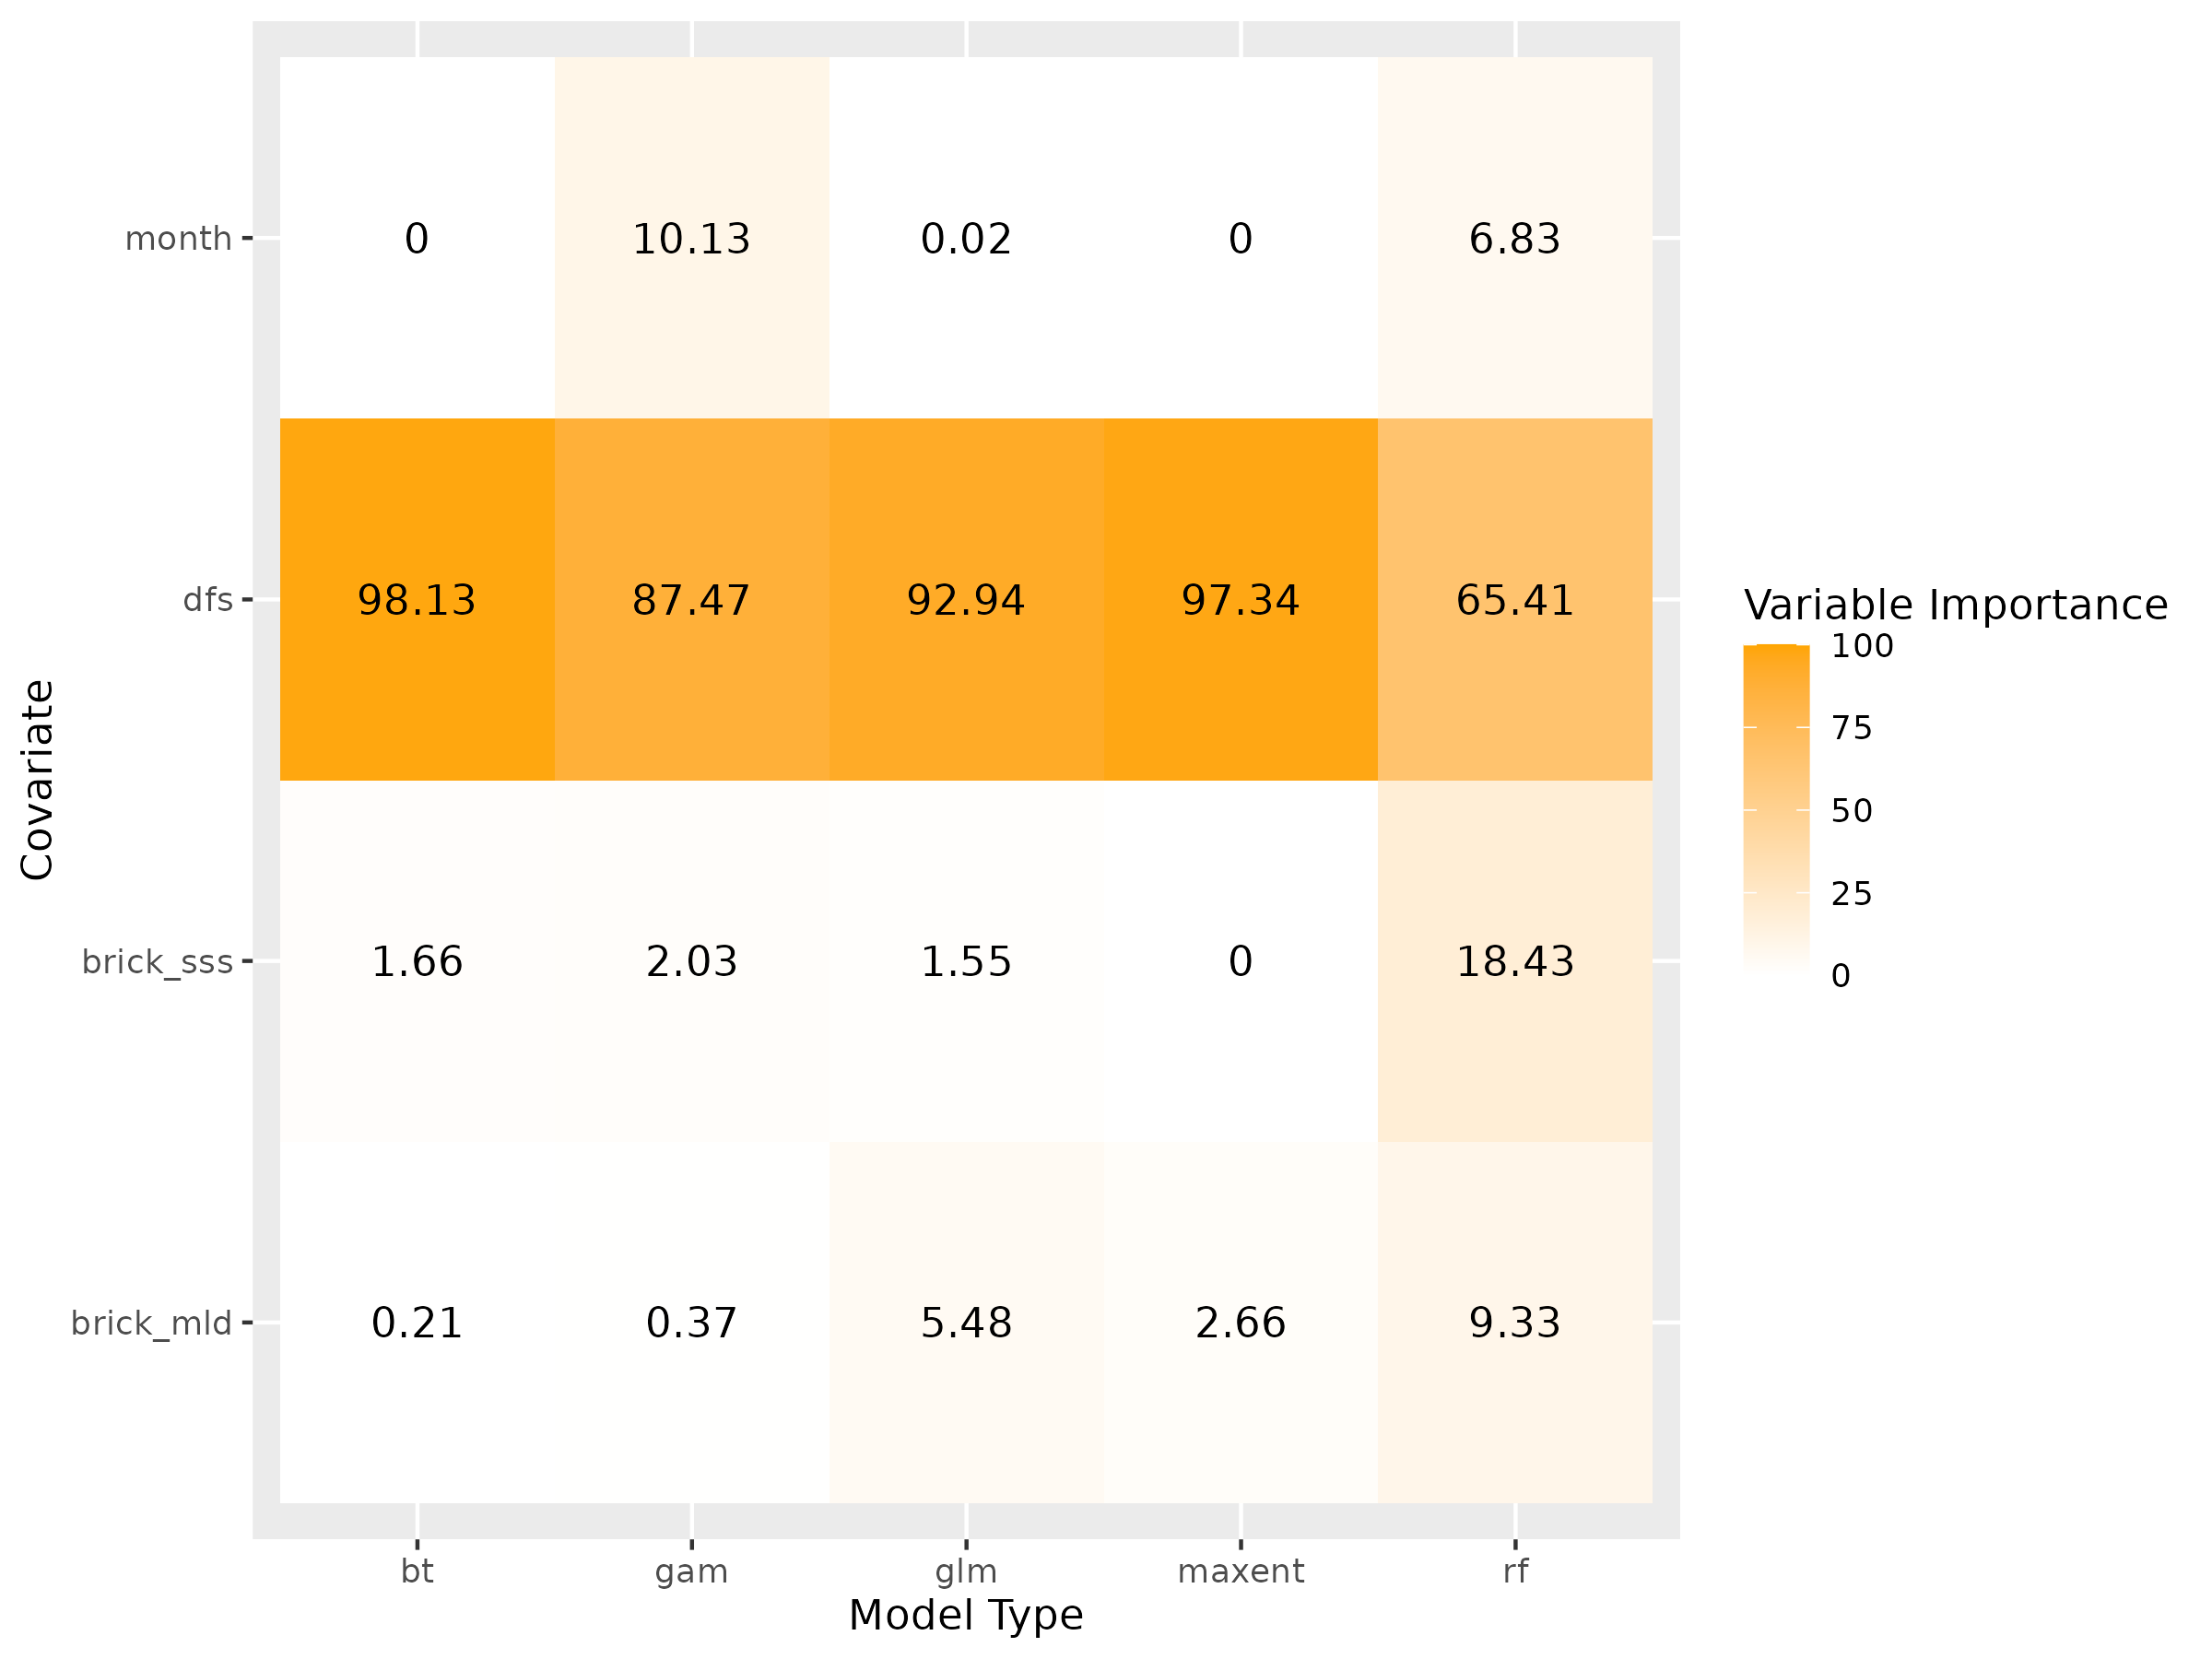 month 0 10.13 0.02 0 6.83
dfs 98.13 87.47 92.94 97.34 65.41
brick_sss 1.66 2.03 1.55 0 18.43
brick_mld 0.21 0.37 5.48 2.66 9.33
bt gam glm maxent rf
Model Type
Covariate
Variable Importance
100
75
50
25
0